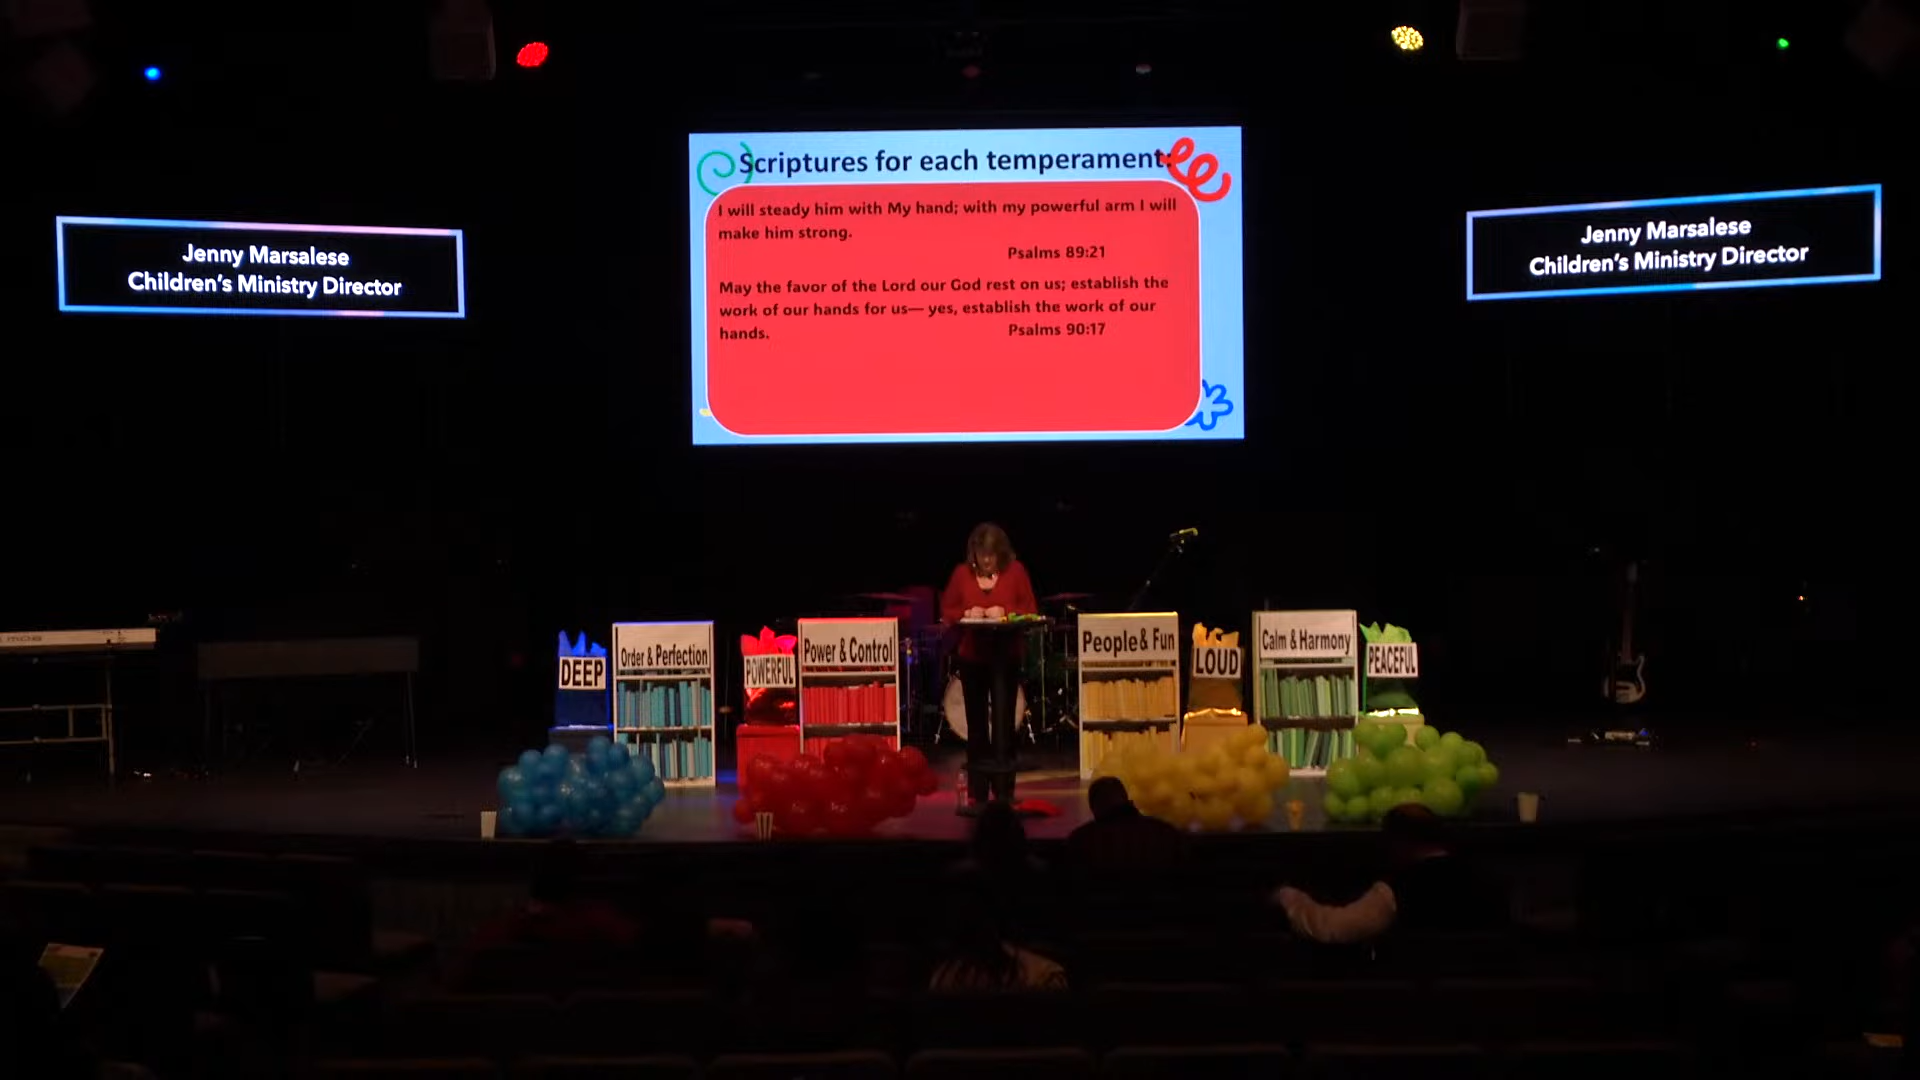 Scriptures for each temperament:
I will steady him with My hand; with my powerful arm I will
make him strong.
Psalms 89:21
May the favor of the Lord our God rest on us; establish the
work of our hands for us— yes, establish the work of our
hands.
Psalms 90:17
Jenny Marsalese
Children's Ministry Director
Jenny Marsalese
Children's Ministry Director
DEEP
Order & Perfection
POWERFUL
Power & Control
People & Fun
LOUD
Calm & Harmony
PEACEFUL